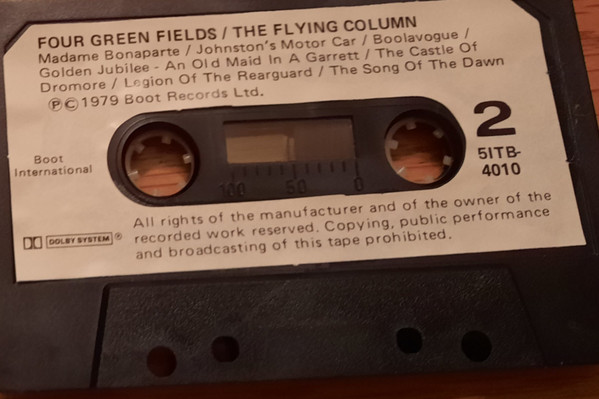 FOUR GREEN FIELDS / THE FLYING COLUMN
Madame Bonaparte / Johnston's Motor Car / Boolavogue /
Golden Jubilee - An Old Maid In A Garrett / The Castle Of
Dromore / Legion Of The Rearguard / The Song Of The Dawn
Ⓟ©1979 Boot Records Ltd.
2
Boot
International
5ITB-
4010
100 50 0
All rights of the manufacturer and of the owner of the
recorded work reserved. Copying, public performance
and broadcasting of this tape prohibited.
DOLBY SYSTEM®